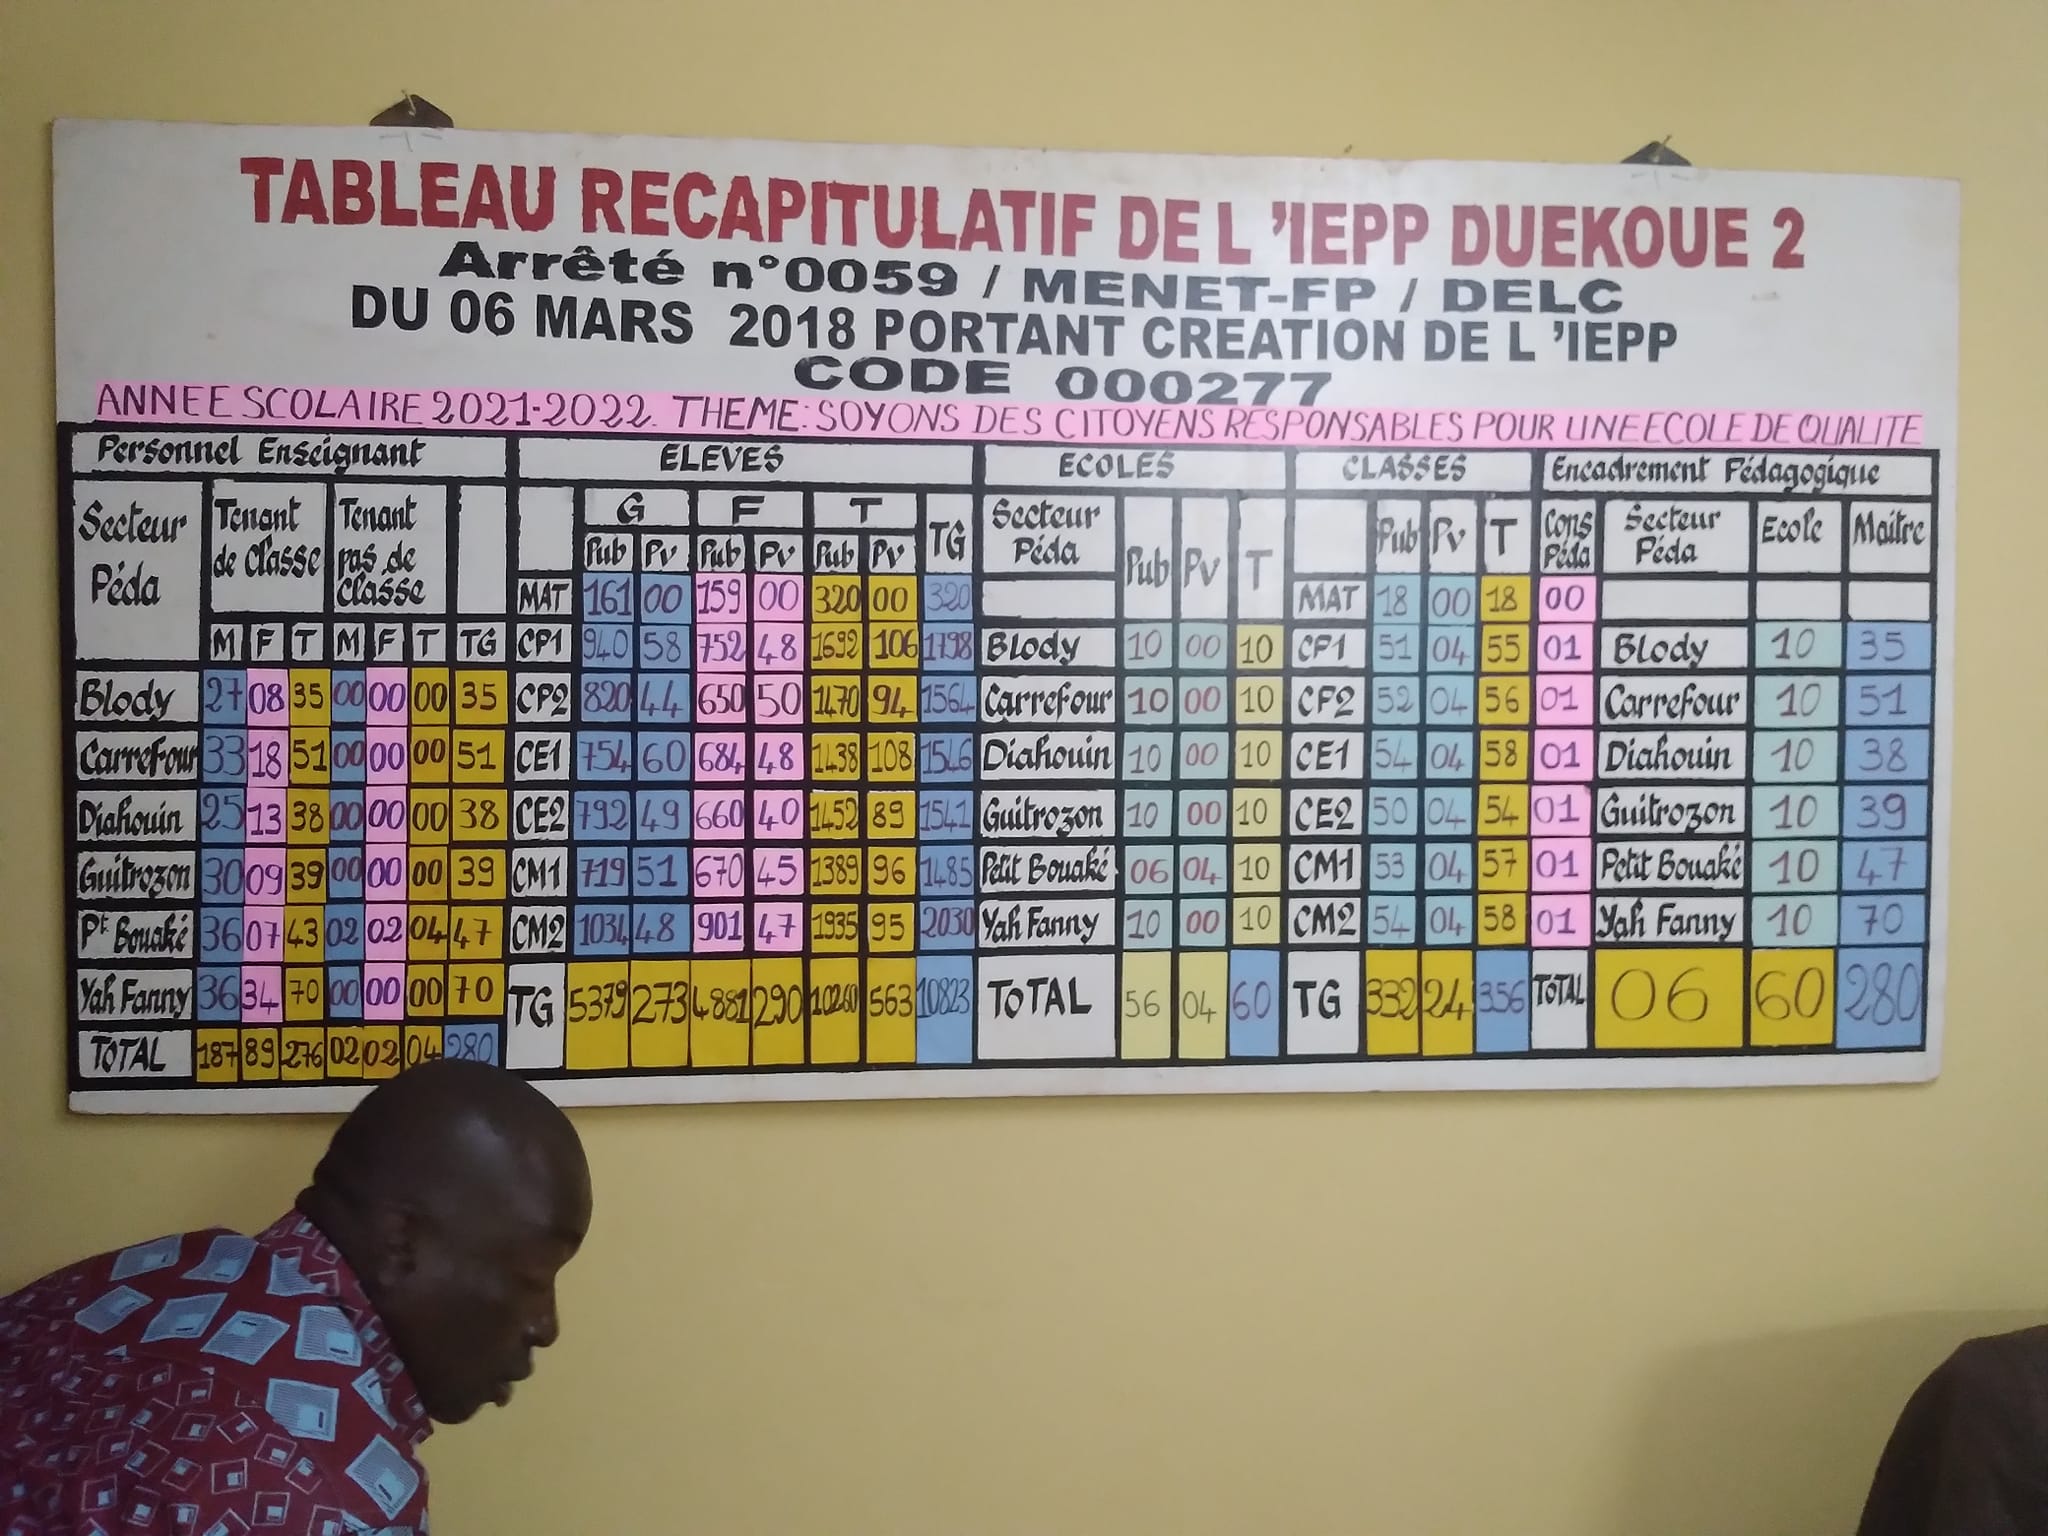 TABLEAU RECAPITULATIF DE L 'IEPP DUEKOUE 2
Arrêté n°0059 / MENET-FP / DELC
DU 06 MARS 2018 PORTANT CREATION DE L 'IEPP
CODE 000277
ANNEE SCOLAIRE 2021-2022. THEME: SOYONS DES CITOYENS RESPONSABLES POUR UNE ECOLE DE QUALITE
Personnel Enseignant
Secteur Péda Tenant de Classe Tenant pas de classe
M F T M F T TG
Blody 27 08 35 00 00 00 35
Carrefour 33 18 51 00 00 00 51
Diahouin 25 13 38 00 00 00 38
Guitrozon 30 09 39 00 00 00 39
Pt Bouaké 36 07 43 02 02 04 47
Yah Fanny 36 34 70 00 00 00 70
TOTAL 187 89 276 02 02 04 280
ELEVES
G F T TG
Pub Pv Pub Pv Pub Pv
MAT 161 00 159 00 320 00 320
CP1 940 58 752 48 1692 106 1798
CP2 820 44 650 50 1470 94 1564
CE1 754 60 684 48 1438 108 1546
CE2 792 49 660 40 1452 89 1541
CM1 719 51 670 45 1389 96 1485
CM2 1034 48 901 47 1935 95 2030
TG 5379 273 4881 290 10260 563 10823
ECOLES
Secteur Péda Pub Pv T
Blody 10 00 10
Carrefour 10 00 10
Diahouin 10 00 10
Guitrozon 10 00 10
Petit Bouaké 06 04 10
Yah Fanny 10 00 10
TOTAL 56 04 60
CLASSES
Pub Pv T
MAT 18 00 18
CP1 51 04 55
CP2 52 04 56
CE1 54 04 58
CE2 50 04 54
CM1 53 04 57
CM2 54 04 58
TG 332 24 356
Encadrement Pédagogique
Cons Péda Secteur Péda Ecole Maître
00
01 Blody 10 35
01 Carrefour 10 51
01 Diahouin 10 38
01 Guitrozon 10 39
01 Petit Bouaké 10 47
01 Yah Fanny 10 70
TOTAL 06 60 280